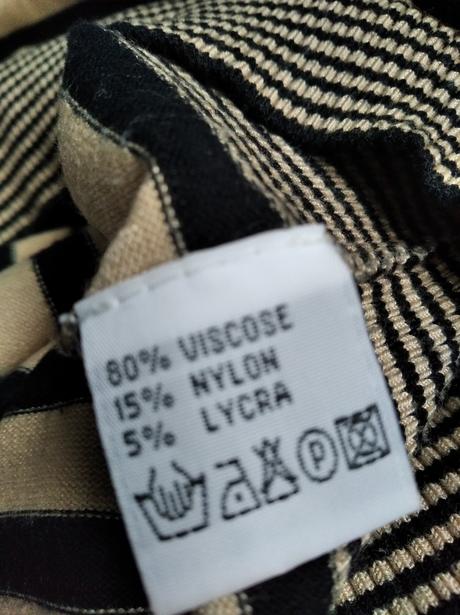 80% VISCOSE
15% NYLON
5% LYCRA
P